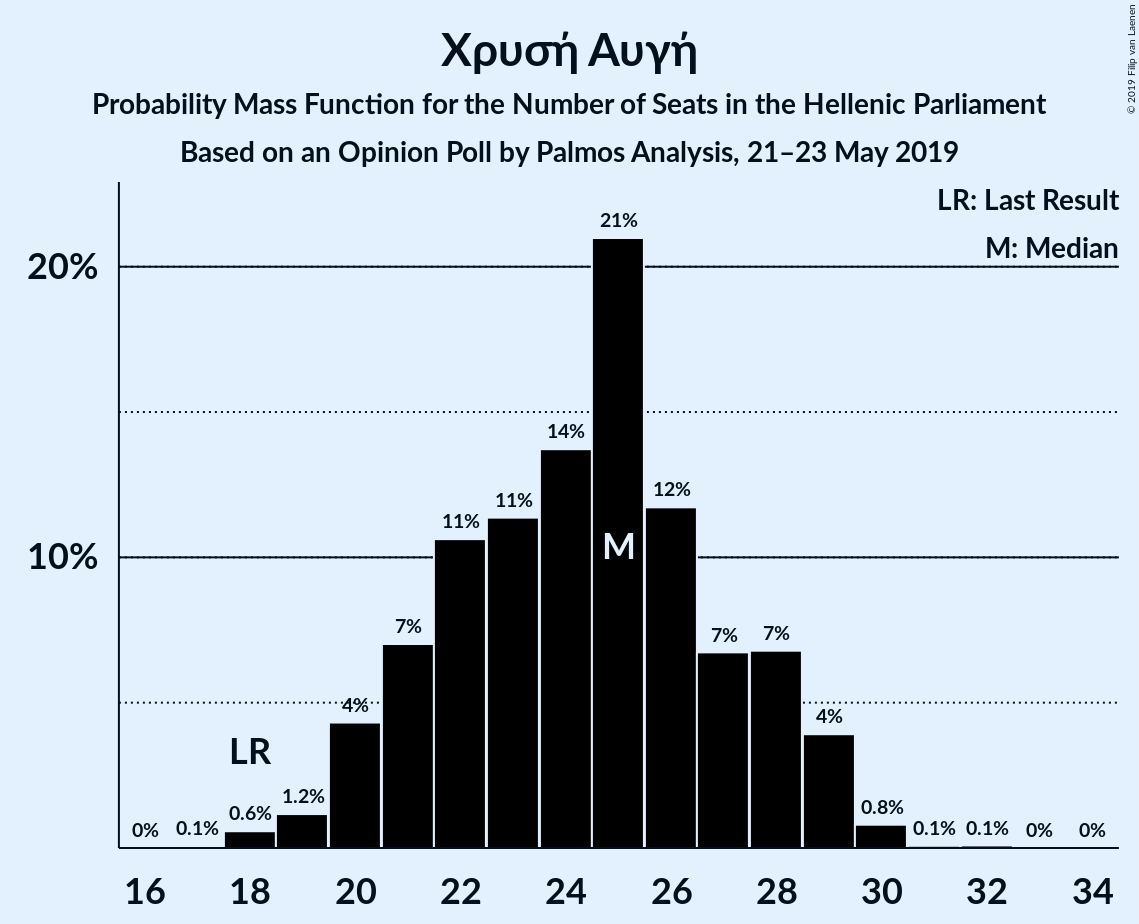 © 2019 Filip van Laenen
Χρυσή Αυγή
Probability Mass Function for the Number of Seats in the Hellenic Parliament
Based on an Opinion Poll by Palmos Analysis, 21–23 May 2019
LR: Last Result
M: Median
20%
10%
0%
0.1%
0.6%
LR
1.2%
4%
7%
11%
11%
14%
21%
M
12%
7%
7%
4%
0.8%
0.1%
0.1%
0%
0%
16 18 20 22 24 26 28 30 32 34